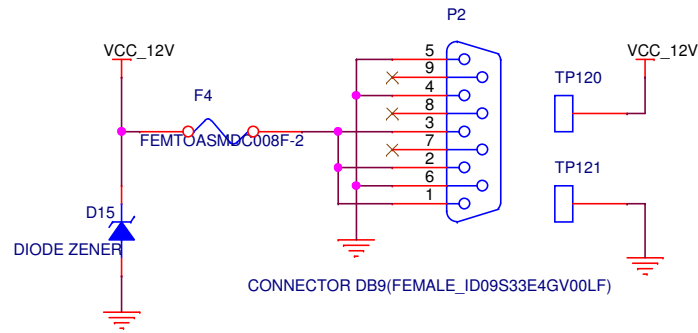 P2
VCC_12V
VCC_12V
5
9
TP120
F4
4
8
3
FEMTOASMDC008F-2
7
TP121
2
6
D15
1
DIODE ZENER
CONNECTOR DB9(FEMALE_ID09S33E4GV00LF)